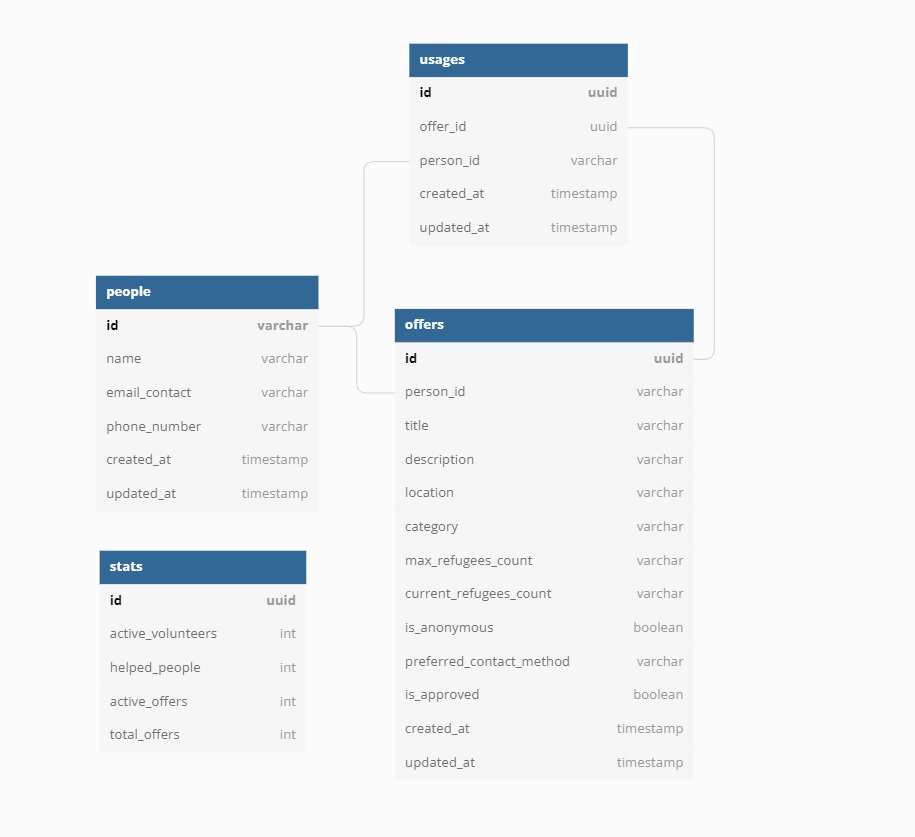 usages
id uuid
offer_id uuid
person_id varchar
created_at timestamp
updated_at timestamp
people
id varchar
name varchar
email_contact varchar
phone_number varchar
created_at timestamp
updated_at timestamp
offers
id uuid
person_id varchar
title varchar
description varchar
location varchar
category varchar
max_refugees_count varchar
current_refugees_count varchar
is_anonymous boolean
preferred_contact_method varchar
is_approved boolean
created_at timestamp
updated_at timestamp
stats
id uuid
active_volunteers int
helped_people int
active_offers int
total_offers int